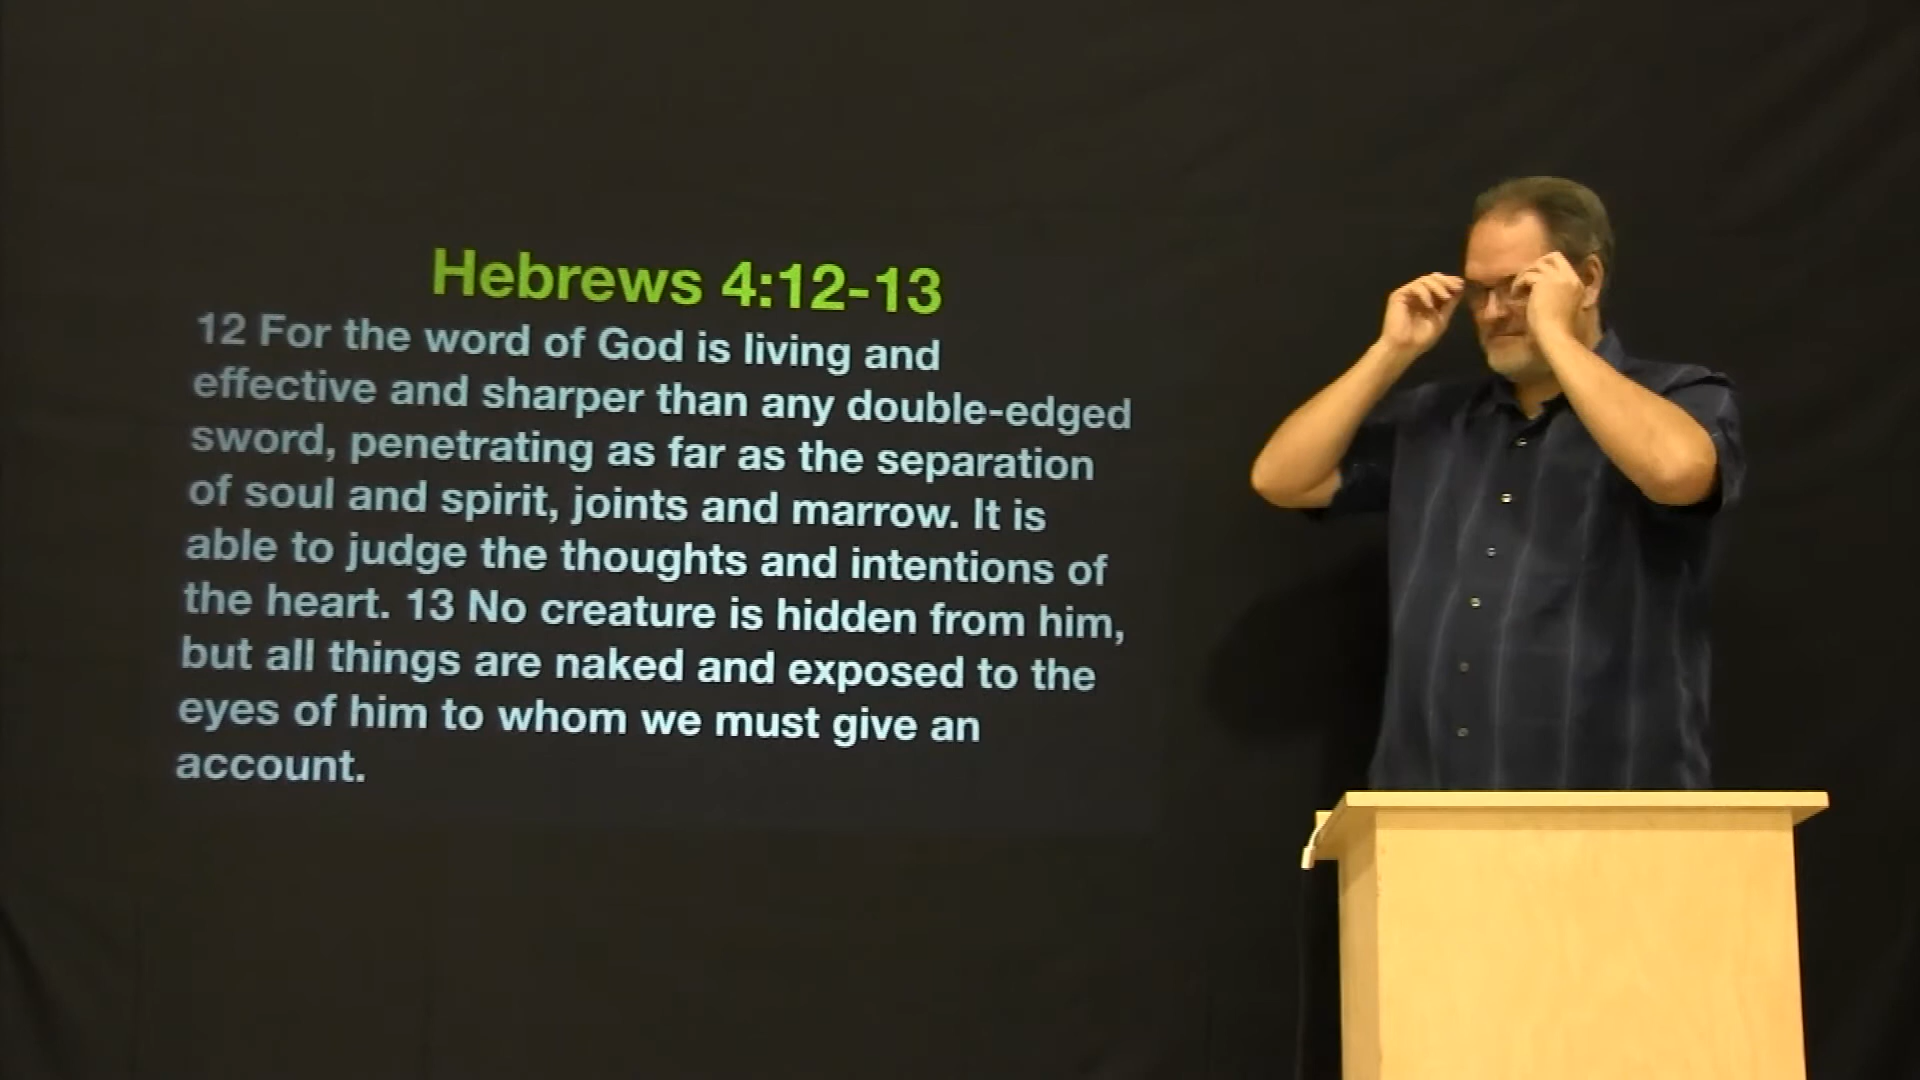 Hebrews 4:12-13
12 For the word of God is living and
effective and sharper than any double-edged
sword, penetrating as far as the separation
of soul and spirit, joints and marrow. It is
able to judge the thoughts and intentions of
the heart. 13 No creature is hidden from him,
but all things are naked and exposed to the
eyes of him to whom we must give an
account.